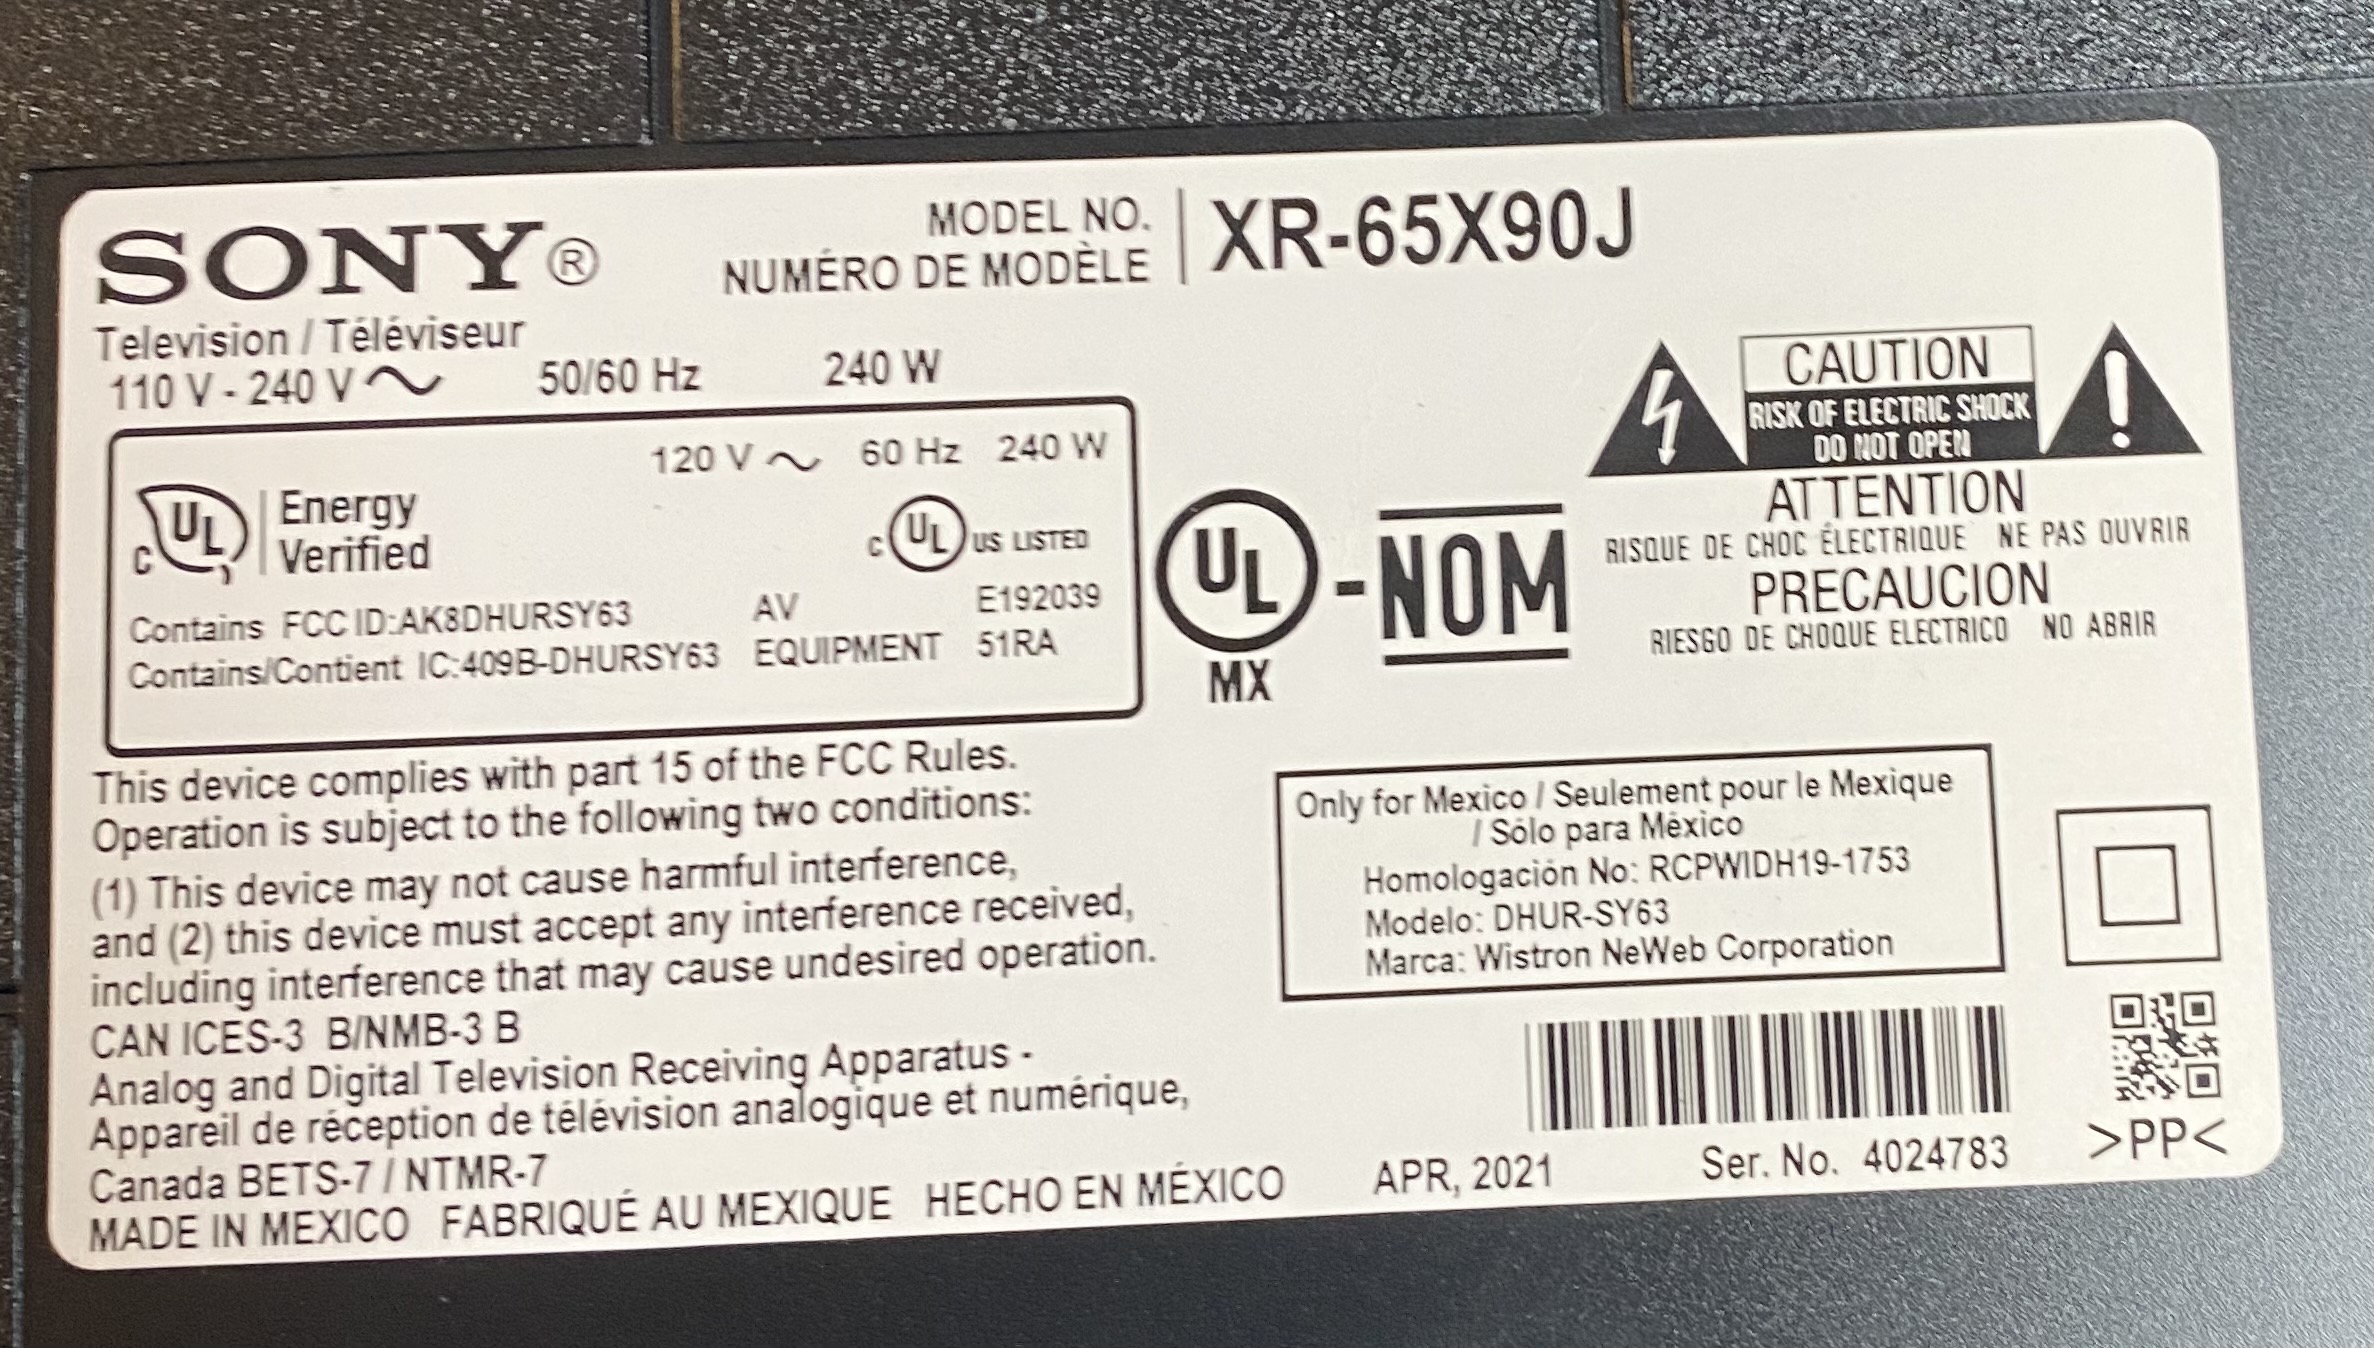 SONY®
MODEL NO.
NUMÉRO DE MODÈLE
XR-65X90J
Television / Téléviseur
110 V - 240 V ~ 50/60 Hz 240 W
120 V ~ 60 Hz 240 W
C UL Energy
Verified
C UL US LISTED
Contains FCC ID:AK8DHURSY63
Contains/Contient IC:409B-DHURSY63
AV
EQUIPMENT
E192039
51RA
UL
MX
-NOM
CAUTION
RISK OF ELECTRIC SHOCK
DO NOT OPEN
ATTENTION
RISQUE DE CHOC ÉLECTRIQUE NE PAS OUVRIR
PRECAUCION
RIESGO DE CHOQUE ELECTRICO NO ABRIR
This device complies with part 15 of the FCC Rules.
Operation is subject to the following two conditions:
(1) This device may not cause harmful interference,
and (2) this device must accept any interference received,
including interference that may cause undesired operation.
CAN ICES-3 B/NMB-3 B
Analog and Digital Television Receiving Apparatus -
Appareil de réception de télévision analogique et numérique,
Canada BETS-7 / NTMR-7
MADE IN MEXICO FABRIQUÉ AU MEXIQUE HECHO EN MÉXICO
Only for Mexico / Seulement pour le Mexique
/ Sólo para México
Homologación No: RCPWIDH19-1753
Modelo: DHUR-SY63
Marca: Wistron NeWeb Corporation
APR, 2021
Ser. No. 4024783
>PP<